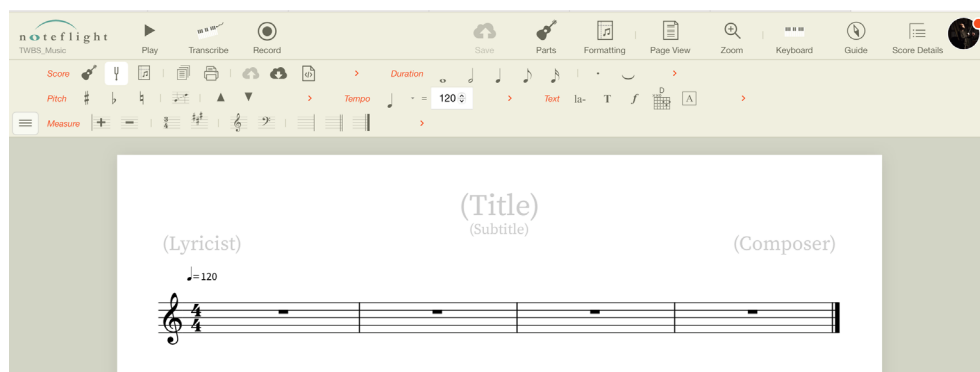 noteflight
TWBS_Music
Play
Transcribe
Record
Save
Parts
Formatting
Page View
Zoom
Keyboard
Guide
Score Details
Score
Duration
Pitch
Tempo
- = 120
Text
la-
T
f
D
A
Measure
(Title)
(Subtitle)
(Lyricist)
(Composer)
♩=120
4
4